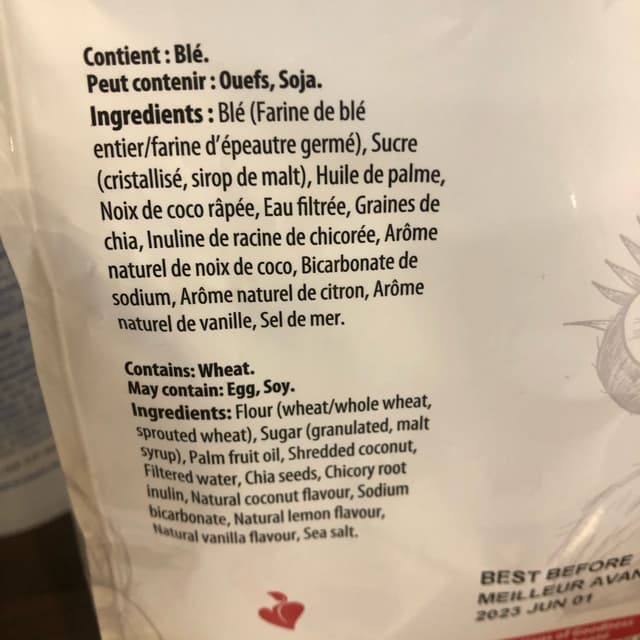 Contient : Blé.
Peut contenir : Ouefs, Soja.
Ingredients : Blé (Farine de blé
entier/farine d'épeautre germé), Sucre
(cristallisé, sirop de malt), Huile de palme,
Noix de coco râpée, Eau filtrée, Graines de
chia, Inuline de racine de chicorée, Arôme
naturel de noix de coco, Bicarbonate de
sodium, Arôme naturel de citron, Arôme
naturel de vanille, Sel de mer.
Contains: Wheat.
May contain: Egg, Soy.
Ingredients: Flour (wheat/whole wheat,
sprouted wheat), Sugar (granulated, malt
syrup), Palm fruit oil, Shredded coconut,
Filtered water, Chia seeds, Chicory root
inulin, Natural coconut flavour, Sodium
bicarbonate, Natural lemon flavour,
Natural vanilla flavour, Sea salt.
BEST BEFORE
MEILLEUR AVAN
2023 JUN 01